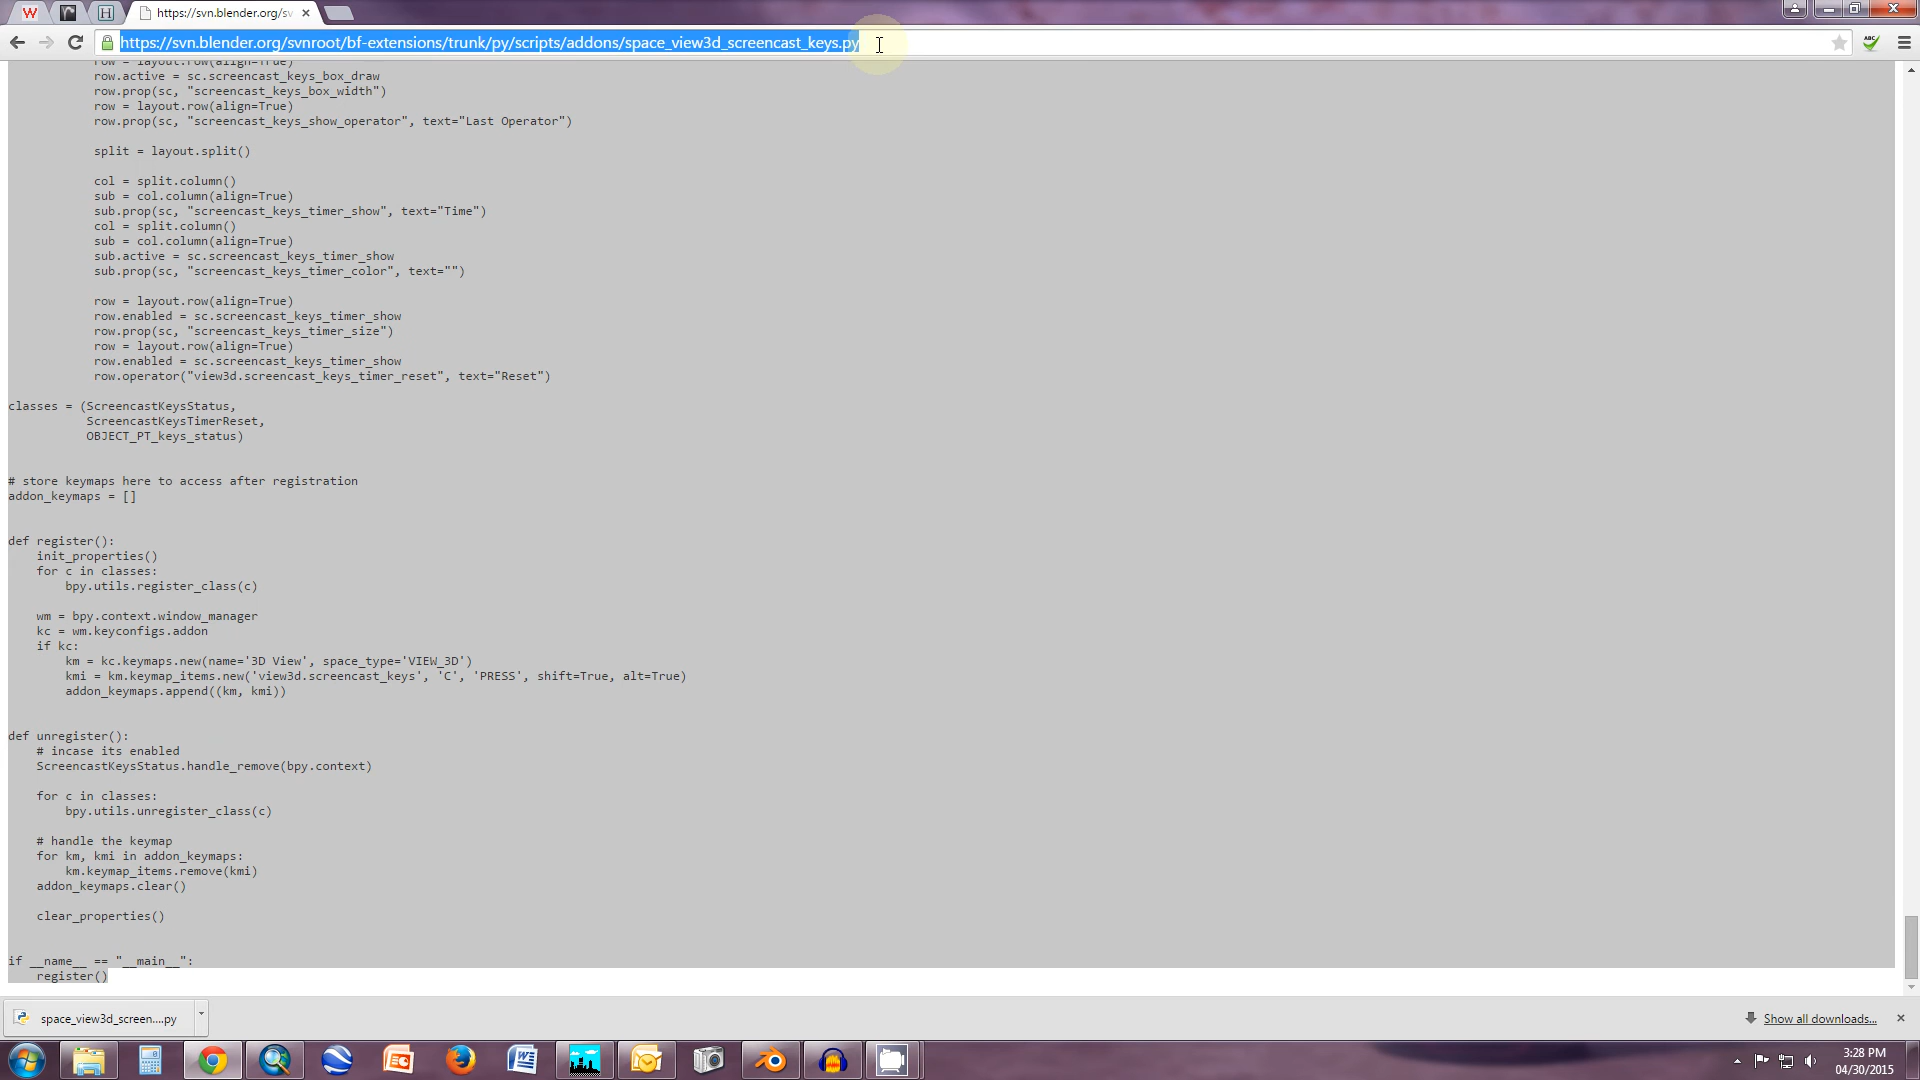 https://svn.blender.org/sv
https://svn.blender.org/svnroot/bf-extensions/trunk/py/scripts/addons/space_view3d_screencast_keys.py
ABC
row = layout.row(align=True)
row.active = sc.screencast_keys_box_draw
row.prop(sc, "screencast_keys_box_width")
row = layout.row(align=True)
row.prop(sc, "screencast_keys_show_operator", text="Last Operator")
split = layout.split()
col = split.column()
sub = col.column(align=True)
sub.prop(sc, "screencast_keys_timer_show", text="Time")
col = split.column()
sub = col.column(align=True)
sub.active = sc.screencast_keys_timer_show
sub.prop(sc, "screencast_keys_timer_color", text="")
row = layout.row(align=True)
row.enabled = sc.screencast_keys_timer_show
row.prop(sc, "screencast_keys_timer_size")
row = layout.row(align=True)
row.enabled = sc.screencast_keys_timer_show
row.operator("view3d.screencast_keys_timer_reset", text="Reset")
classes = (ScreencastKeysStatus,
ScreencastKeysTimerReset,
OBJECT_PT_keys_status)
# store keymaps here to access after registration
addon_keymaps = []
def register():
init_properties()
for c in classes:
bpy.utils.register_class(c)
wm = bpy.context.window_manager
kc = wm.keyconfigs.addon
if kc:
km = kc.keymaps.new(name='3D View', space_type='VIEW_3D')
kmi = km.keymap_items.new('view3d.screencast_keys', 'C', 'PRESS', shift=True, alt=True)
addon_keymaps.append((km, kmi))
def unregister():
# incase its enabled
ScreencastKeysStatus.handle_remove(bpy.context)
for c in classes:
bpy.utils.unregister_class(c)
# handle the keymap
for km, kmi in addon_keymaps:
km.keymap_items.remove(kmi)
addon_keymaps.clear()
clear_properties()
if __name__ == "__main__":
register()
space_view3d_screen....py
Show all downloads...
3:28 PM
04/30/2015